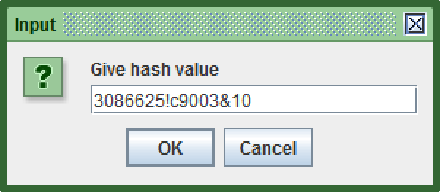 Input
?
Give hash value
3086625!c9003&10
OK
Cancel